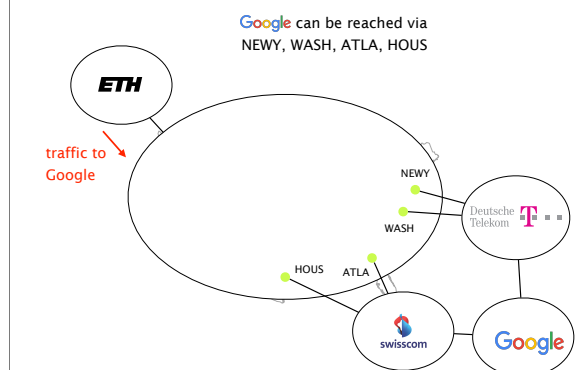 Google can be reached via
NEWY, WASH, ATLA, HOUS
ETH
traffic to
Google
NEWY
Deutsche
Telekom
T
WASH
HOUS
ATLA
swisscom
Google